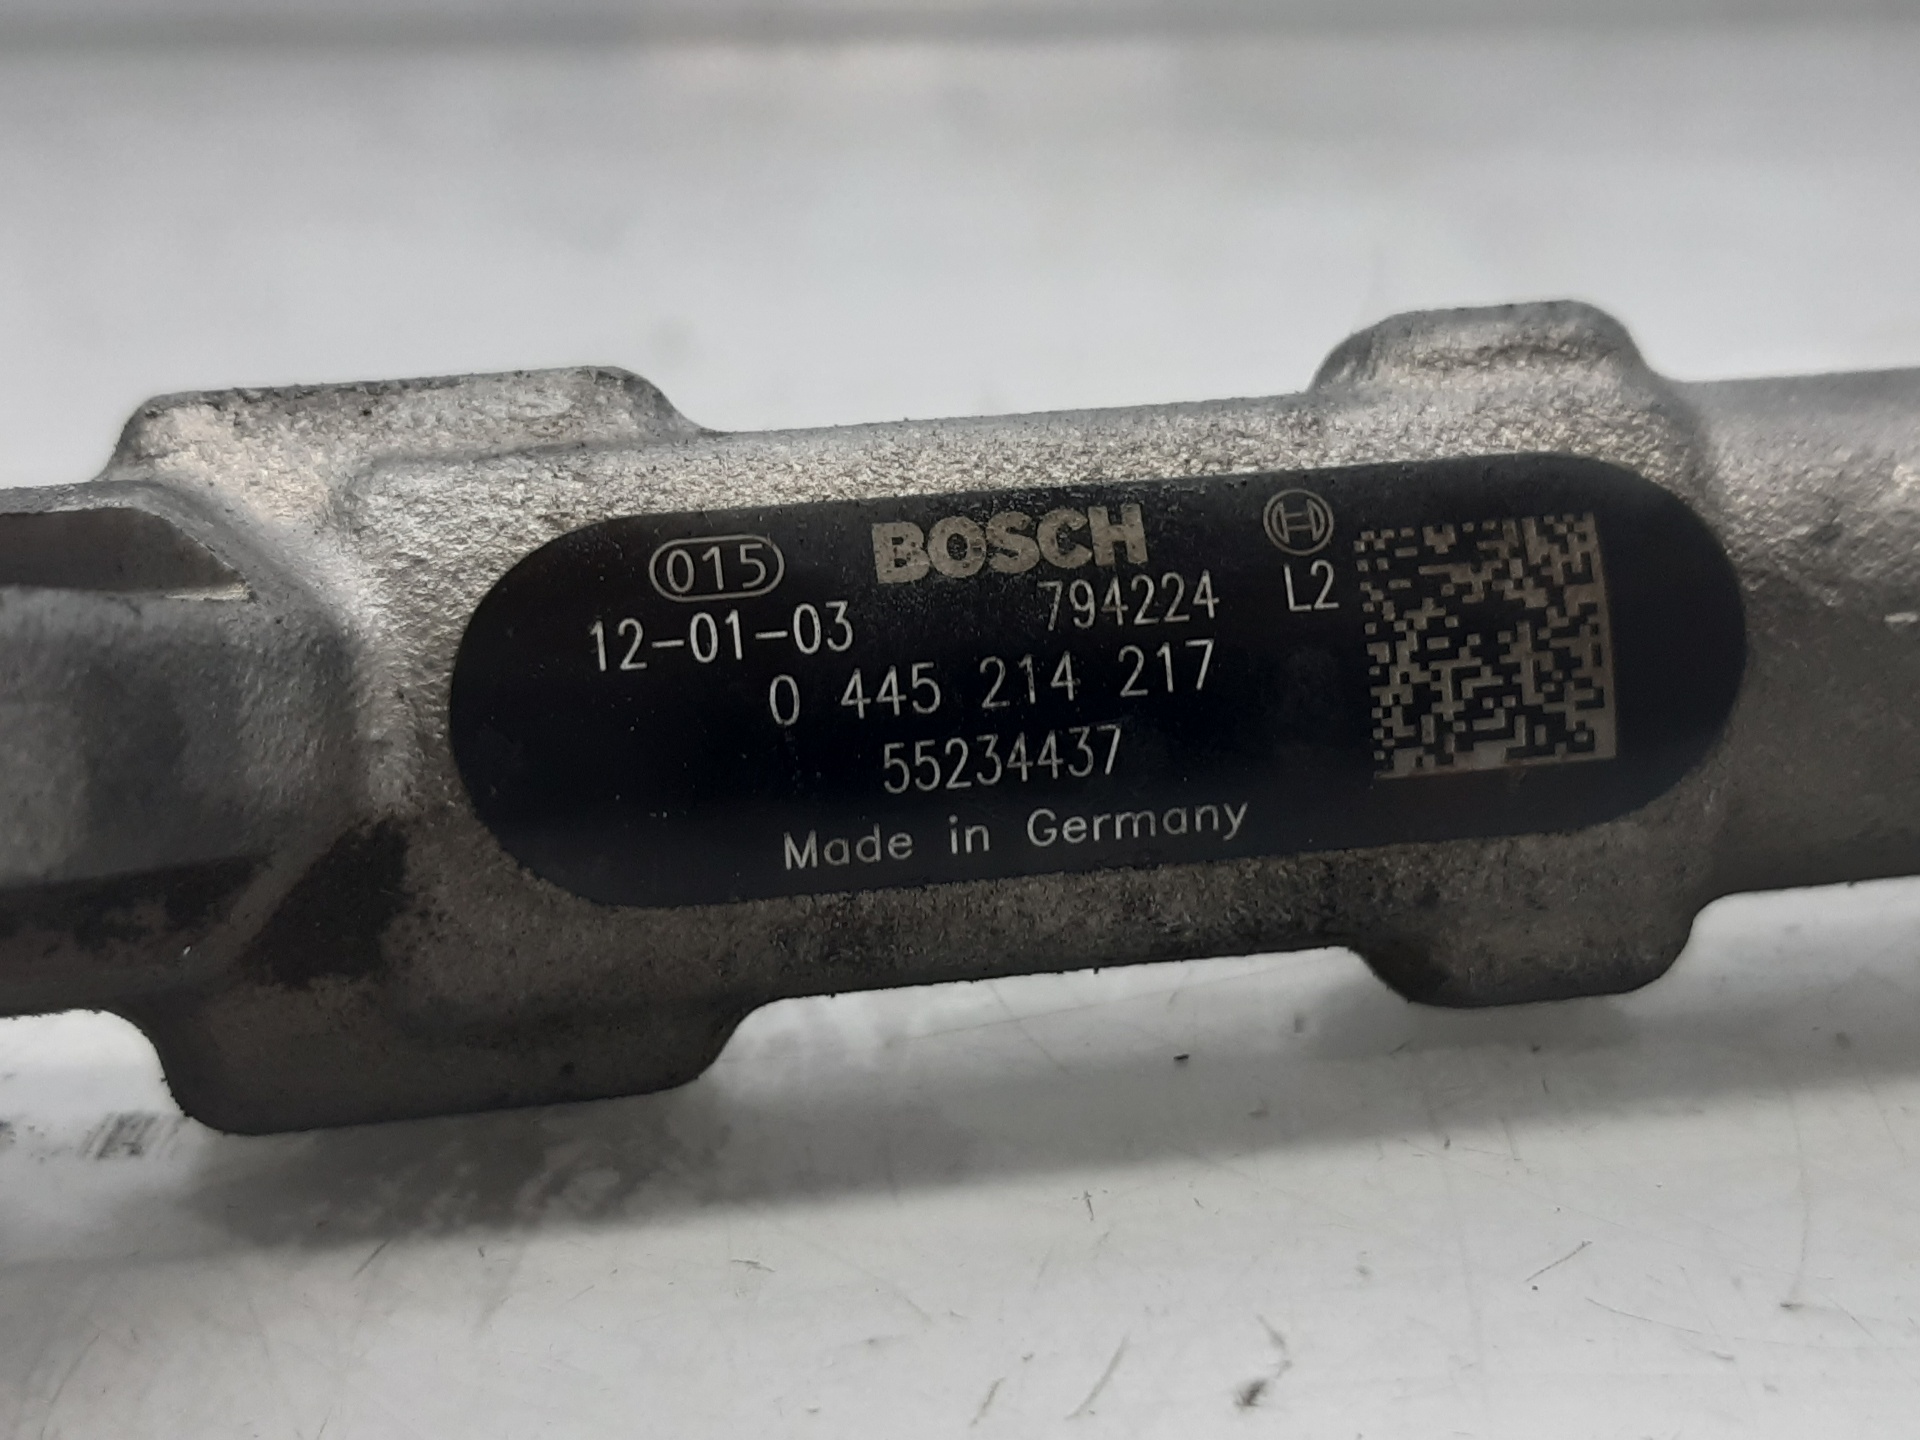 015 BOSCH
12-01-03 794224 L2
0 445 214 217
55234437
Made in Germany